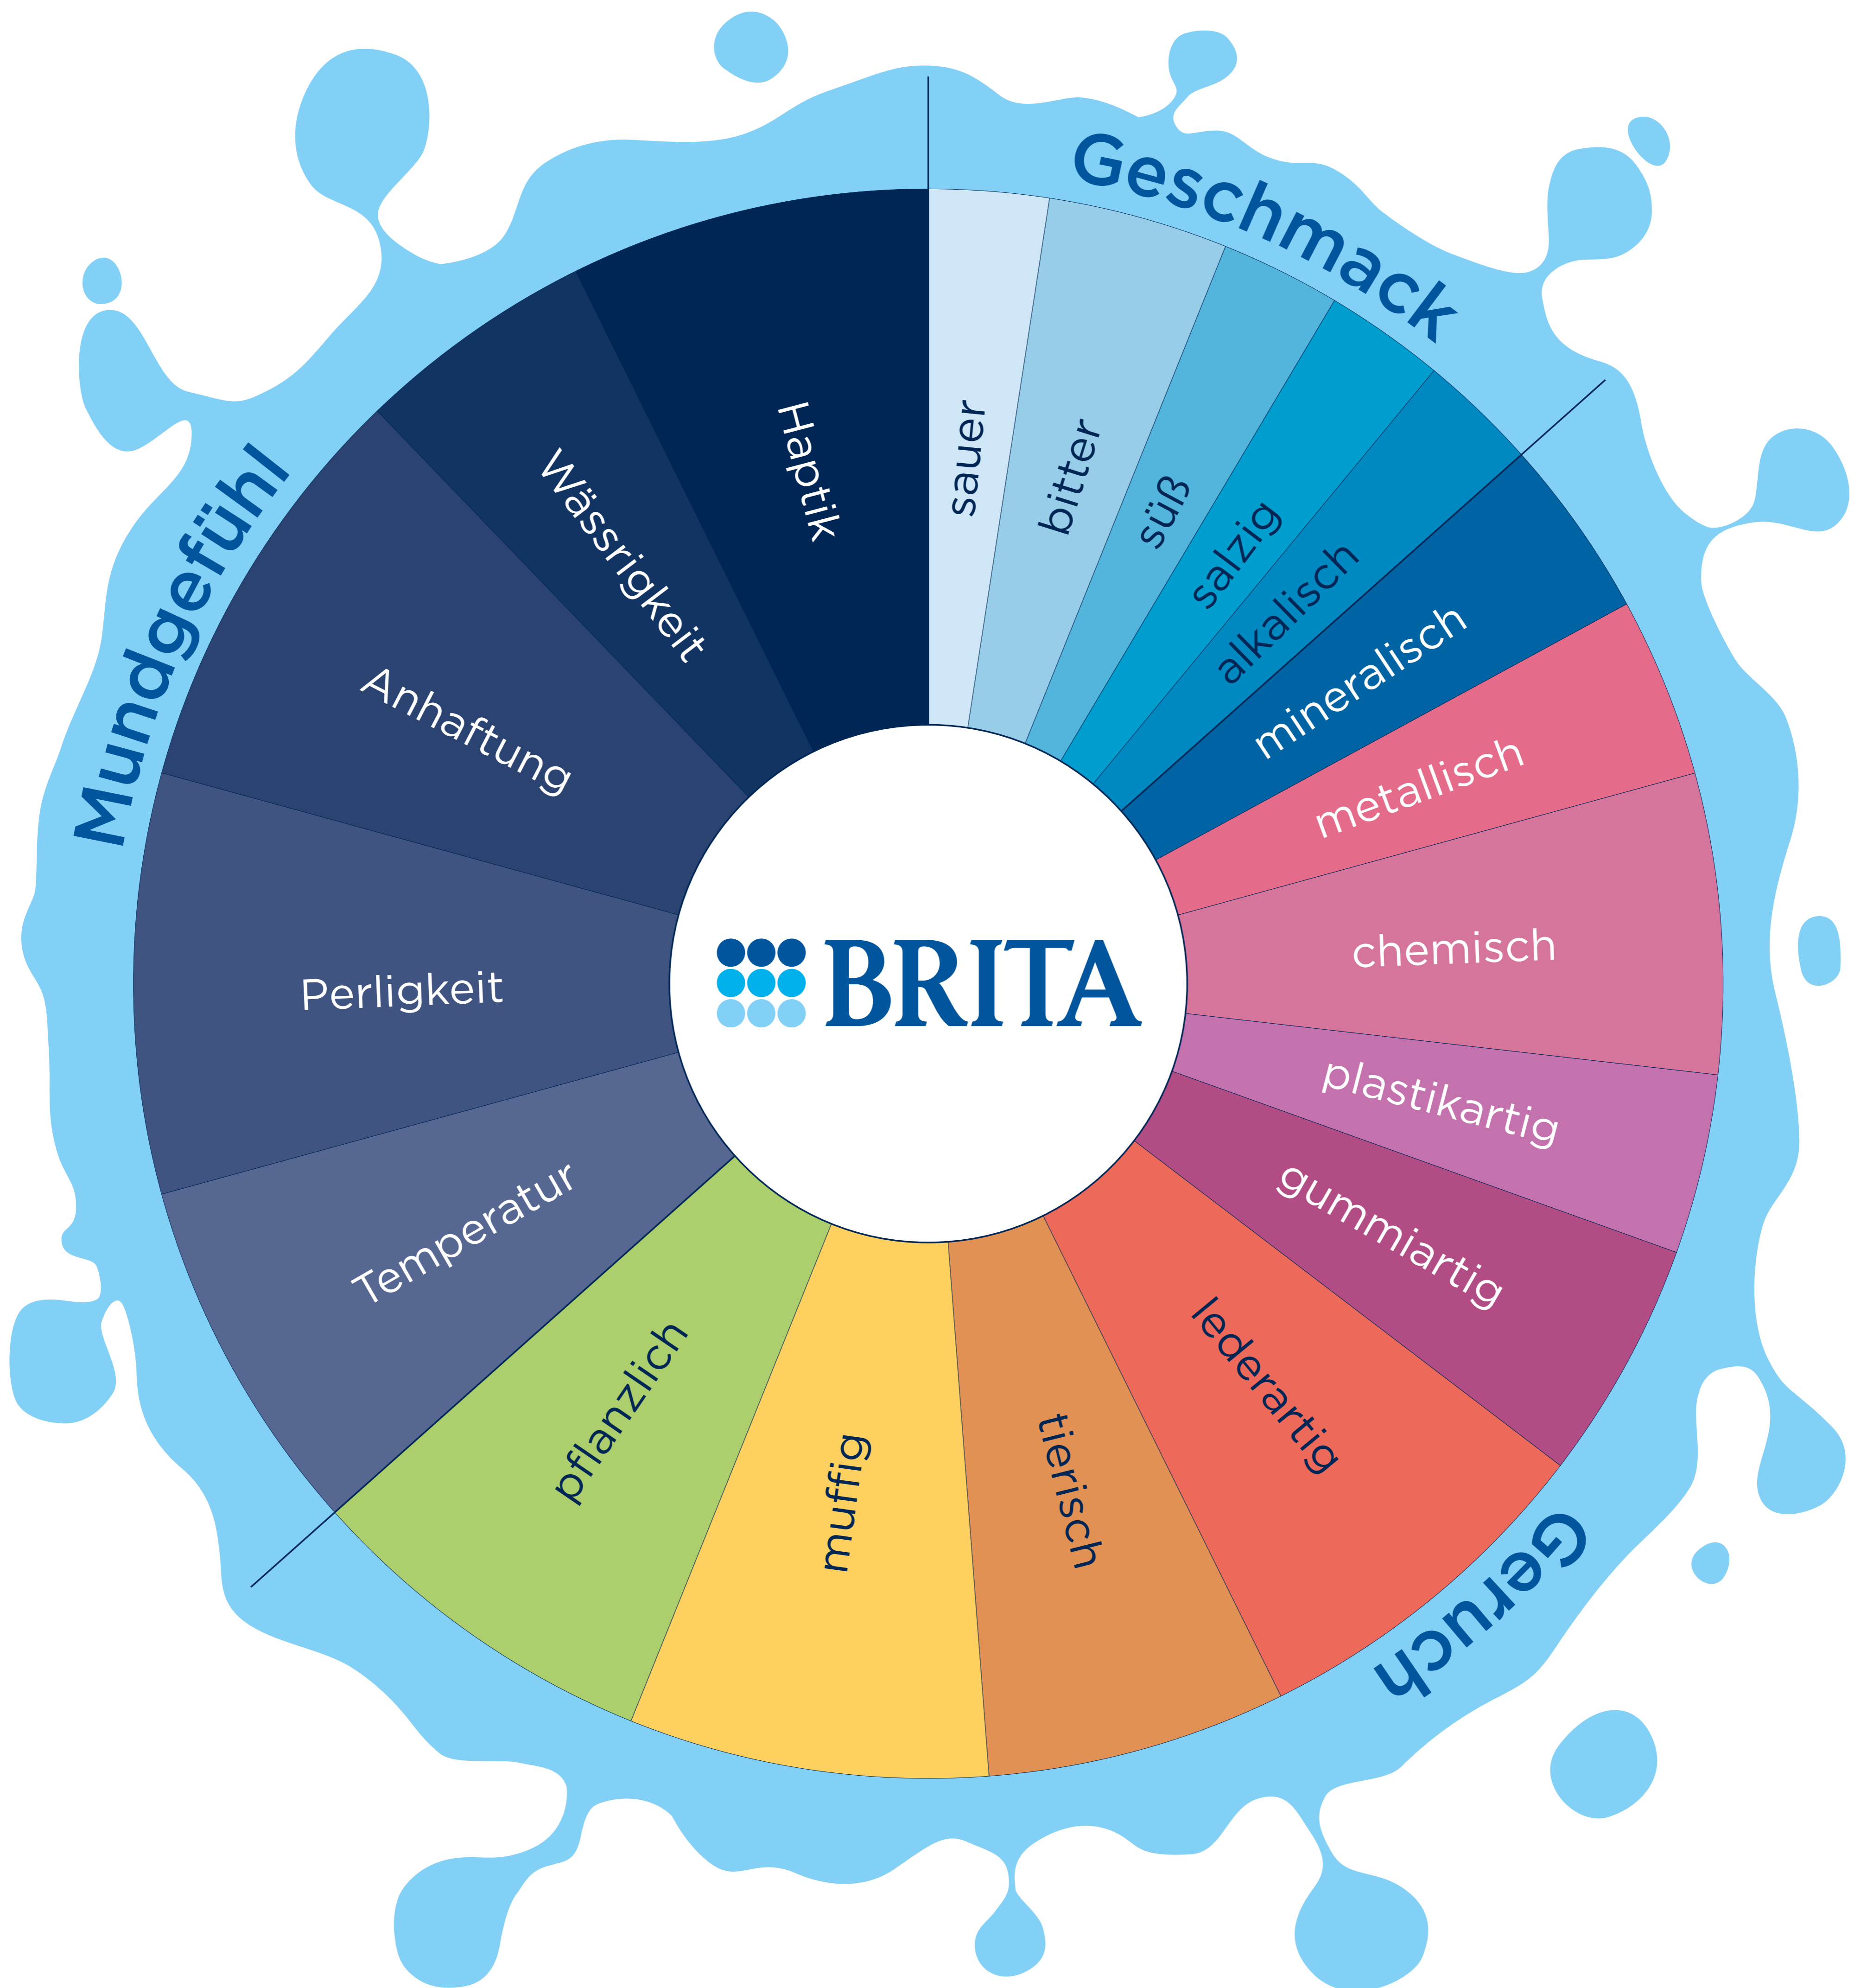 Geschmack
sauer
bitter
süß
salzig
alkalisch
Geruch
mineralisch
metallisch
chemisch
plastikartig
gummiartig
lederartig
tierisch
muffig
pflanzlich
Mundgefühl
Temperatur
Perligkeit
Anhaftung
Wässrigkeit
Haptik
BRITA